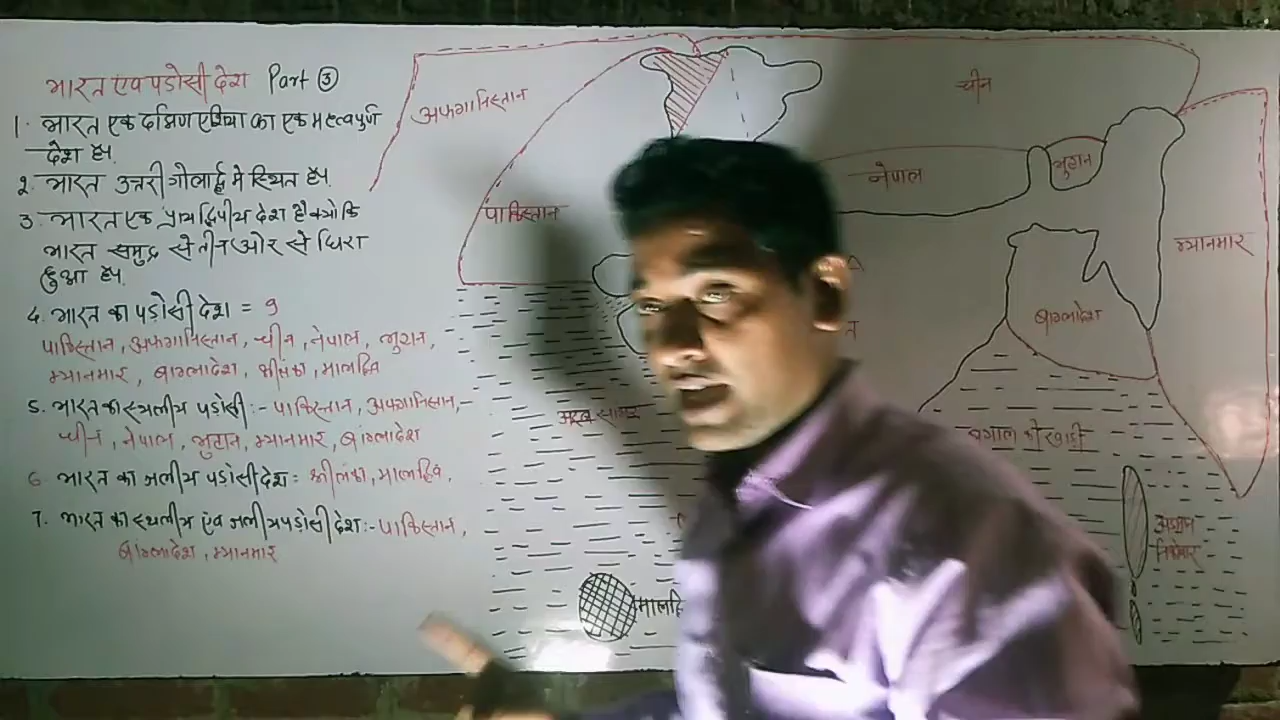 भारत एवं पडोसी देश Part ③
1. भारत एक दक्षिण एशिया का एक महत्वपुर्ण
देश हैं।
2. भारत उत्तरी गोलार्द्ध मे स्थित हैं।
3. भारत एक प्रायद्विपीय देश है क्योकि
भारत समुद्र से तीन ओर से घिरा
हुआ हैं।
4. भारत का पड़ोसी देश = 9
पाकिस्तान, अफगानिस्तान, चीन, नेपाल, भुटान,
म्यानमार, बांग्लादेश, श्रीलंका, मालद्विव
5. भारत का स्थलीय पडोसी :- पाकिस्तान, अफगानिस्तान,-
चीन, नेपाल, भुटान, म्यानमार, बांग्लादेश
6. भारत का जलीय पड़ोसी देश:- श्रीलंका, मालद्विव,
7. भारत का स्थलीय एंव जलीय पड़ोसी देश:- पाकिस्तान,
बांग्लादेश, म्यानमार
अफगानिस्तान
चीन
पाकिस्तान
नेपाल
भुटान
म्यानमार
बांग्लादेश
अरब सागर
बंगाल की खाड़ी
अंडमान
निकोबार